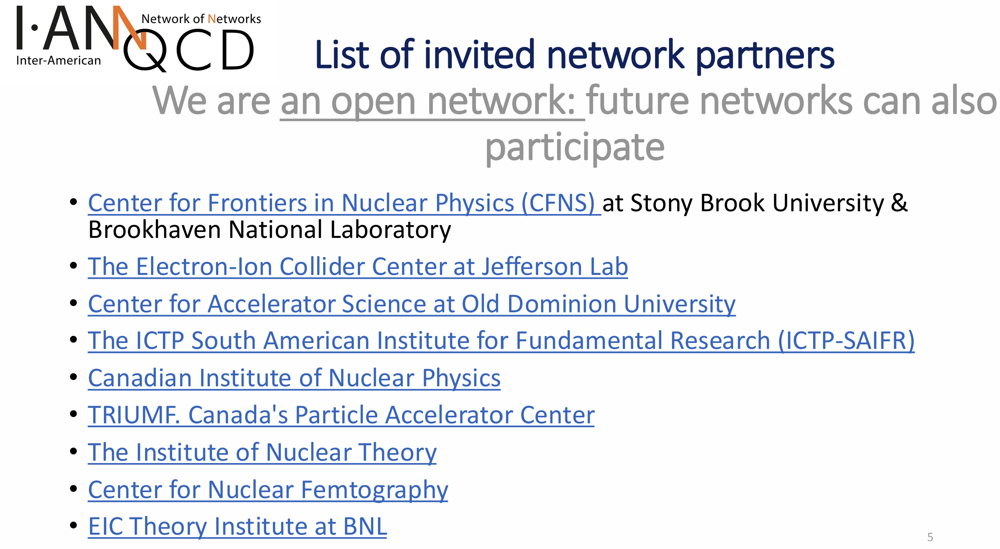 I·ANN Network of Networks
QCD
Inter-American
List of invited network partners
We are an open network: future networks can also
participate
• Center for Frontiers in Nuclear Physics (CFNS) at Stony Brook University &
Brookhaven National Laboratory
• The Electron-Ion Collider Center at Jefferson Lab
• Center for Accelerator Science at Old Dominion University
• The ICTP South American Institute for Fundamental Research (ICTP-SAIFR)
• Canadian Institute of Nuclear Physics
• TRIUMF. Canada's Particle Accelerator Center
• The Institute of Nuclear Theory
• Center for Nuclear Femtography
• EIC Theory Institute at BNL
5